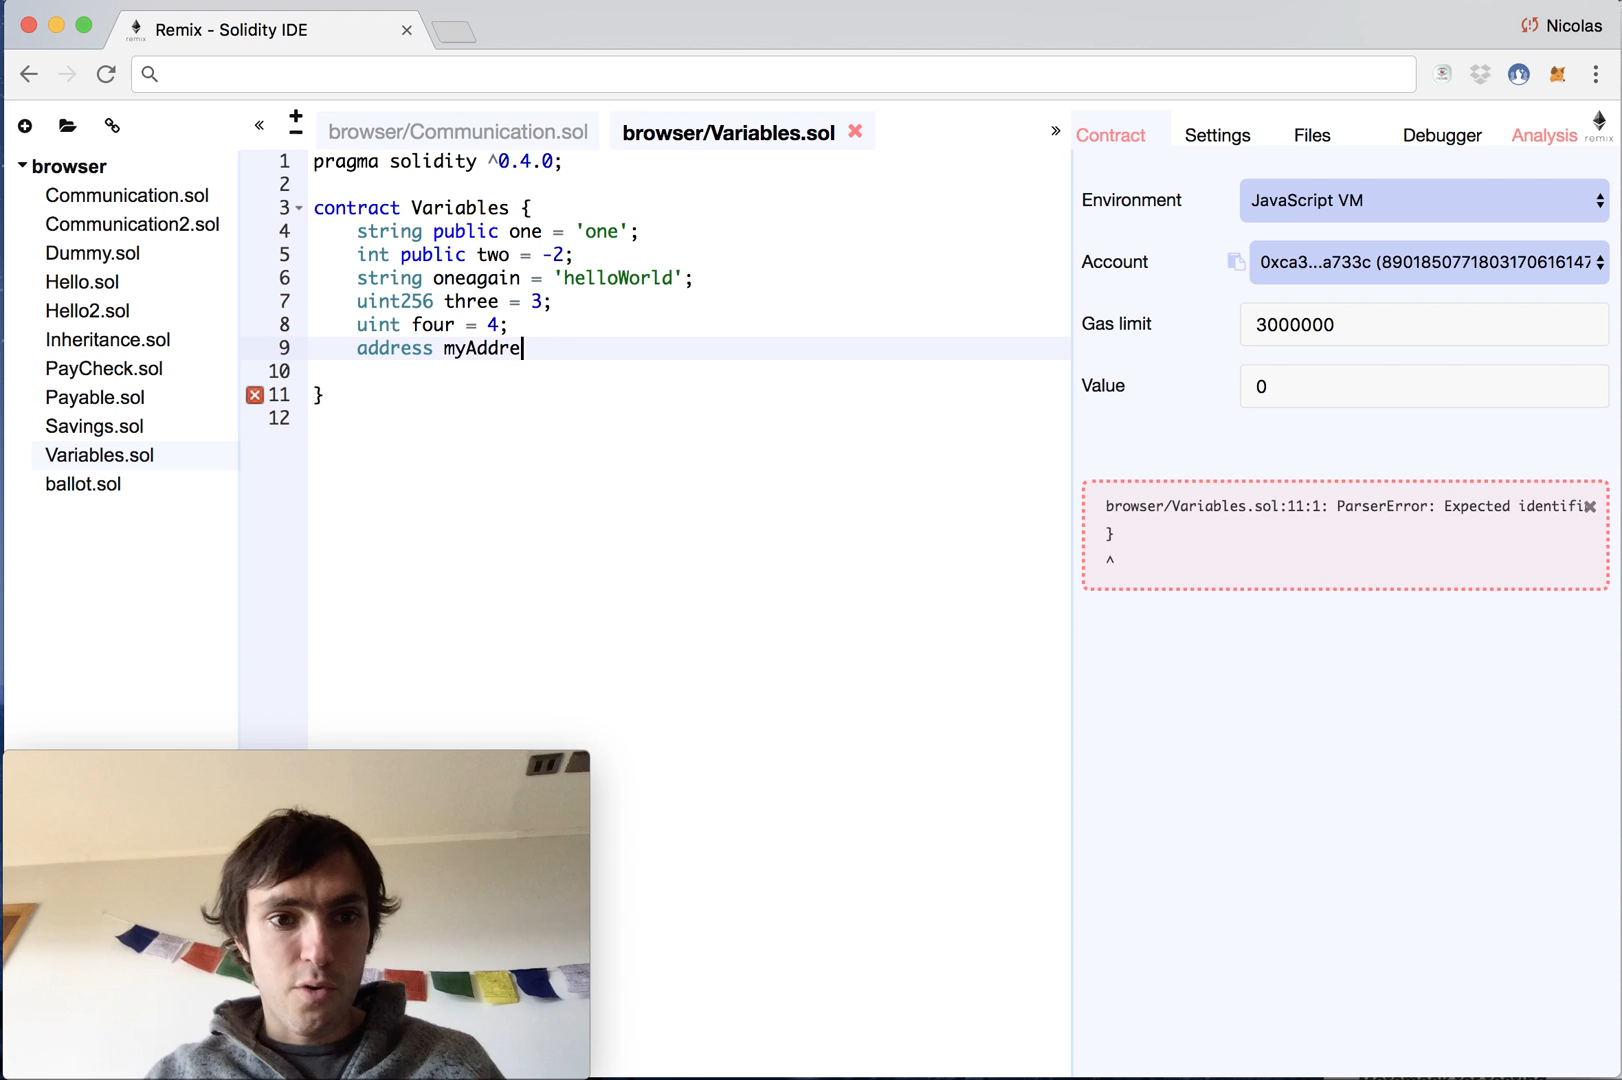 Remix - Solidity IDE
Nicolas
remix
« + - browser/Communication.sol browser/Variables.sol »
Contract Settings Files Debugger Analysis
remix
browser
Communication.sol
Communication2.sol
Dummy.sol
Hello.sol
Hello2.sol
Inheritance.sol
PayCheck.sol
Payable.sol
Savings.sol
Variables.sol
ballot.sol
1 pragma solidity ^0.4.0;
2
3 contract Variables {
4 string public one = 'one';
5 int public two = -2;
6 string oneagain = 'helloWorld';
7 uint256 three = 3;
8 uint four = 4;
9 address myAddre
10
11 }
12
Environment JavaScript VM
Account 0xca3...a733c (8901850771803170616147
Gas limit 3000000
Value 0
browser/Variables.sol:11:1: ParserError: Expected identifi
}
^